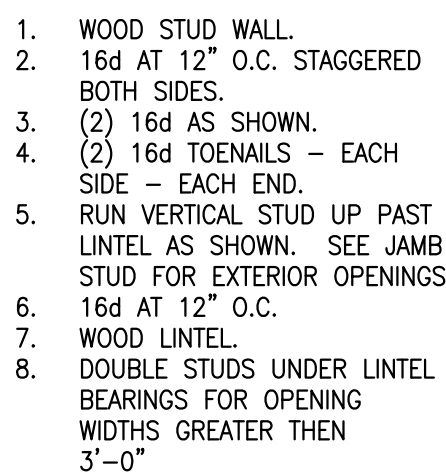 1. WOOD STUD WALL.
2. 16d AT 12" O.C. STAGGERED
BOTH SIDES.
3. (2) 16d AS SHOWN.
4. (2) 16d TOENAILS – EACH
SIDE – EACH END.
5. RUN VERTICAL STUD UP PAST
LINTEL AS SHOWN. SEE JAMB
STUD FOR EXTERIOR OPENINGS
6. 16d AT 12" O.C.
7. WOOD LINTEL.
8. DOUBLE STUDS UNDER LINTEL
BEARINGS FOR OPENING
WIDTHS GREATER THEN
3'–0"